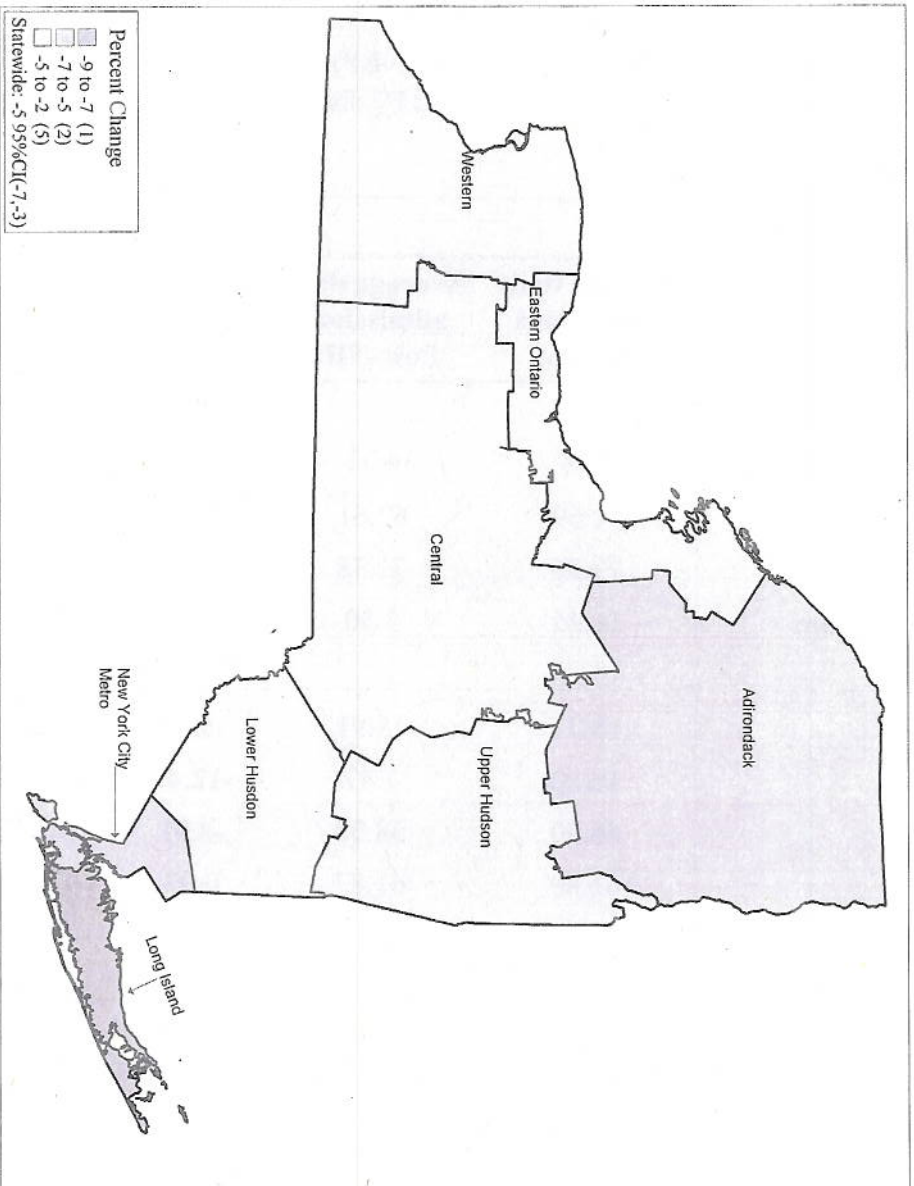 Adirondack
Eastern Ontario
Western
Central
Upper Hudson
Lower Husdon
New York City
Metro
Long Island
Percent Change
-9 to -7 (1)
-7 to -5 (2)
-5 to -2 (5)
Statewide: -5 95%CI(-7,-3)